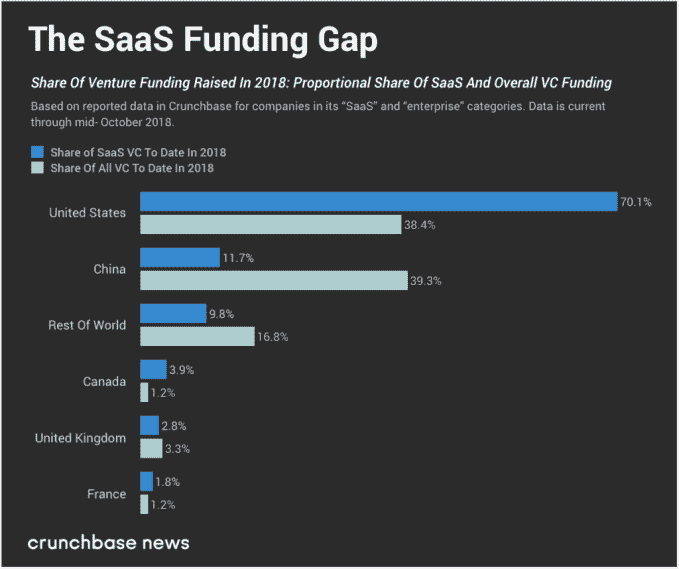 The SaaS Funding Gap
Share Of Venture Funding Raised In 2018: Proportional Share Of SaaS And Overall VC Funding
Based on reported data in Crunchbase for companies in its “SaaS” and “enterprise” categories. Data is current
through mid- October 2018.
Share of SaaS VC To Date In 2018
Share Of All VC To Date In 2018
United States
70.1%
38.4%
China
11.7%
39.3%
Rest Of World
9.8%
16.8%
Canada
3.9%
1.2%
United Kingdom
2.8%
3.3%
France
1.8%
1.2%
crunchbase news